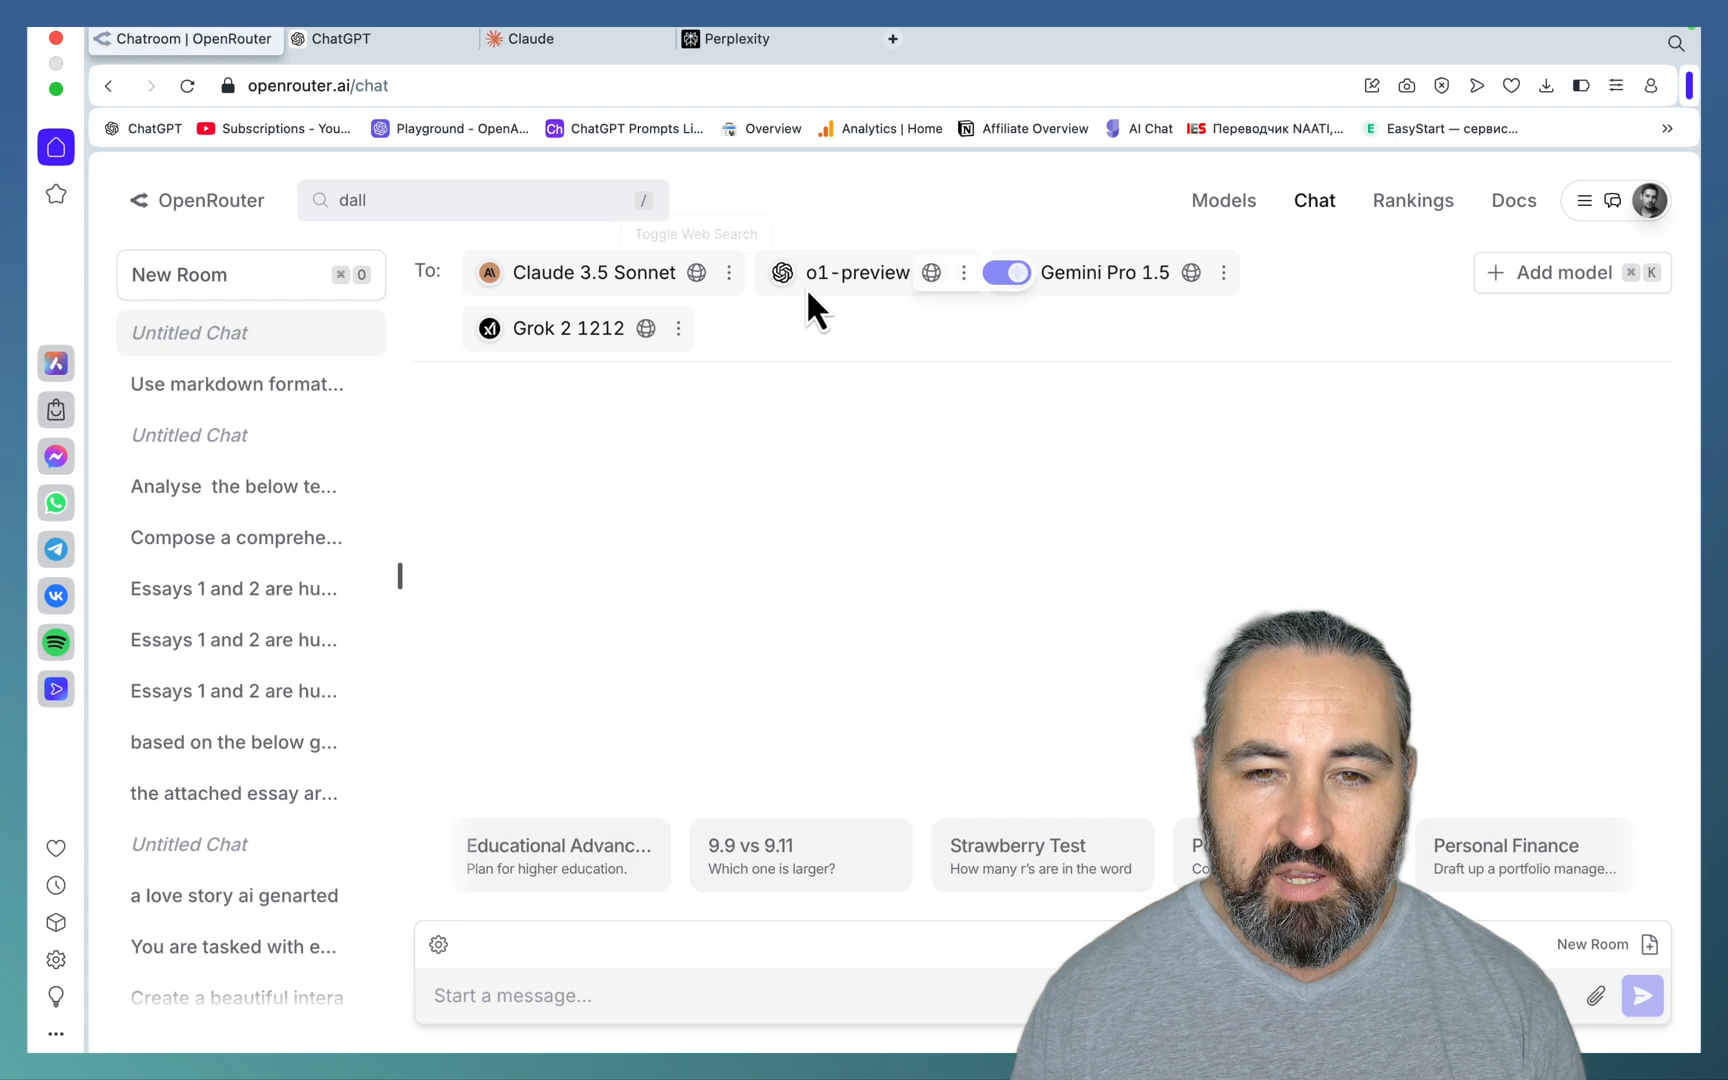 Chatroom | OpenRouter
ChatGPT
Claude
Perplexity
+
openrouter.ai/chat
ChatGPT
Subscriptions - You...
Playground - OpenA...
Ch
ChatGPT Prompts Li...
Overview
Analytics | Home
Affiliate Overview
AI Chat
IES Переводчик NAATI,...
E
EasyStart — сервис...
»
OpenRouter
dall
/
Models
Chat
Rankings
Docs
Toggle Web Search
New Room
⌘ O
To:
Claude 3.5 Sonnet
o1-preview
Gemini Pro 1.5
+ Add model ⌘ K
Grok 2 1212
Untitled Chat
Use markdown format...
Untitled Chat
Analyse the below te...
Compose a comprehe...
Essays 1 and 2 are hu...
Essays 1 and 2 are hu...
Essays 1 and 2 are hu...
based on the below g...
the attached essay ar...
Untitled Chat
a love story ai genarted
You are tasked with e...
Create a beautiful intera
Educational Advanc...
Plan for higher education.
9.9 vs 9.11
Which one is larger?
Strawberry Test
How many r's are in the word
Personal Finance
Draft up a portfolio manage...
New Room
Start a message...